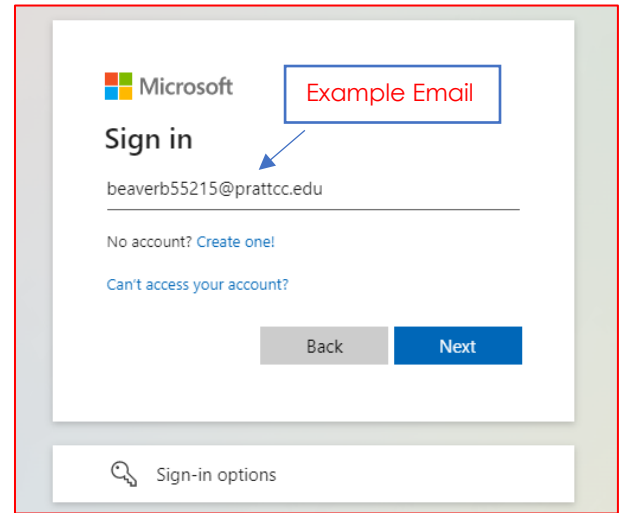 Microsoft
Example Email
Sign in
beaverb55215@prattcc.edu
No account? Create one!
Can't access your account?
Back
Next
Sign-in options